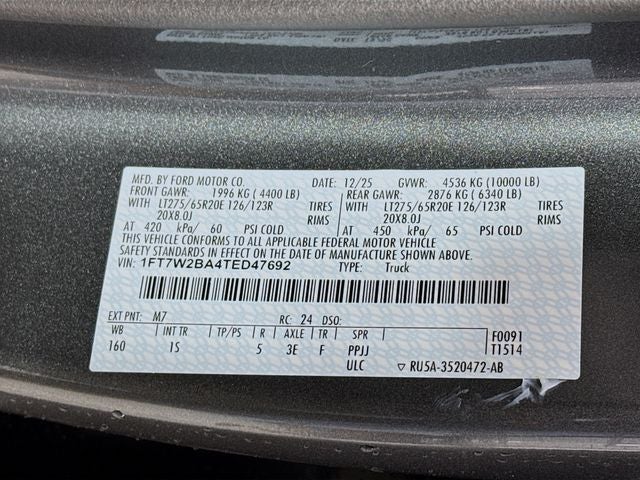 MFD. BY FORD MOTOR CO. DATE: 12/25 GVWR: 4536 KG (10000 LB)
FRONT GAWR: 1996 KG ( 4400 LB) REAR GAWR: 2876 KG ( 6340 LB)
WITH LT275/65R20E 126/123R TIRES WITH LT275/65R20E 126/123R TIRES
20X8.0J RIMS 20X8.0J RIMS
AT 420 kPa/ 60 PSI COLD AT 450 kPa/ 65 PSI COLD
THIS VEHICLE CONFORMS TO ALL APPLICABLE FEDERAL MOTOR VEHICLE
SAFETY STANDARDS IN EFFECT ON THE DATE OF MANUFACTURE SHOWN ABOVE.
VIN: 1FT7W2BA4TED47692 TYPE: Truck
EXT PNT: M7 RC: 24 DSO:
WB INT TR TP/PS R AXLE TR SPR F0091
160 1S 5 3E F PPJJ T1514
ULC RU5A-3520472-AB